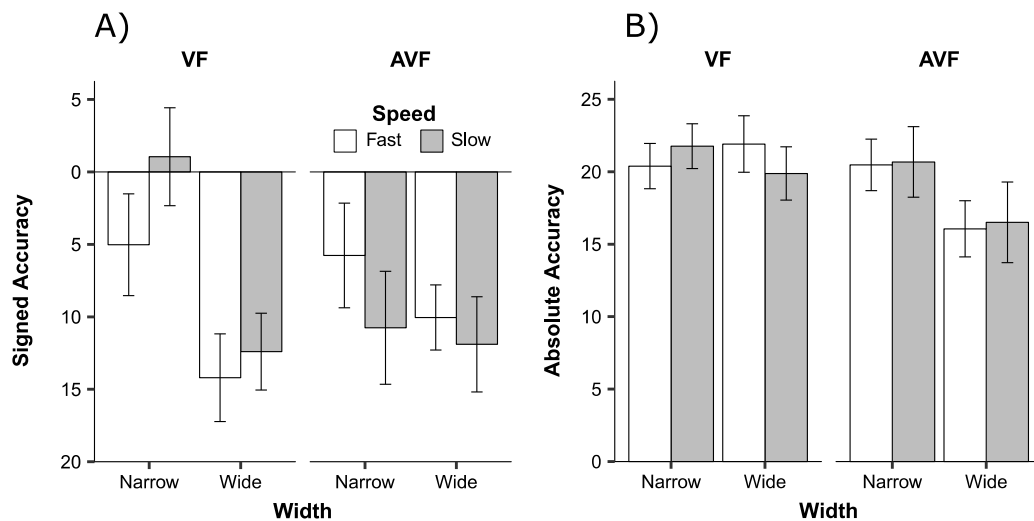 A)
VF
AVF
5
0
5
10
15
20
Signed Accuracy
Speed
Fast
Slow
Narrow
Wide
Narrow
Wide
Width
B)
VF
AVF
25
20
15
10
5
0
Absolute Accuracy
Narrow
Wide
Narrow
Wide
Width